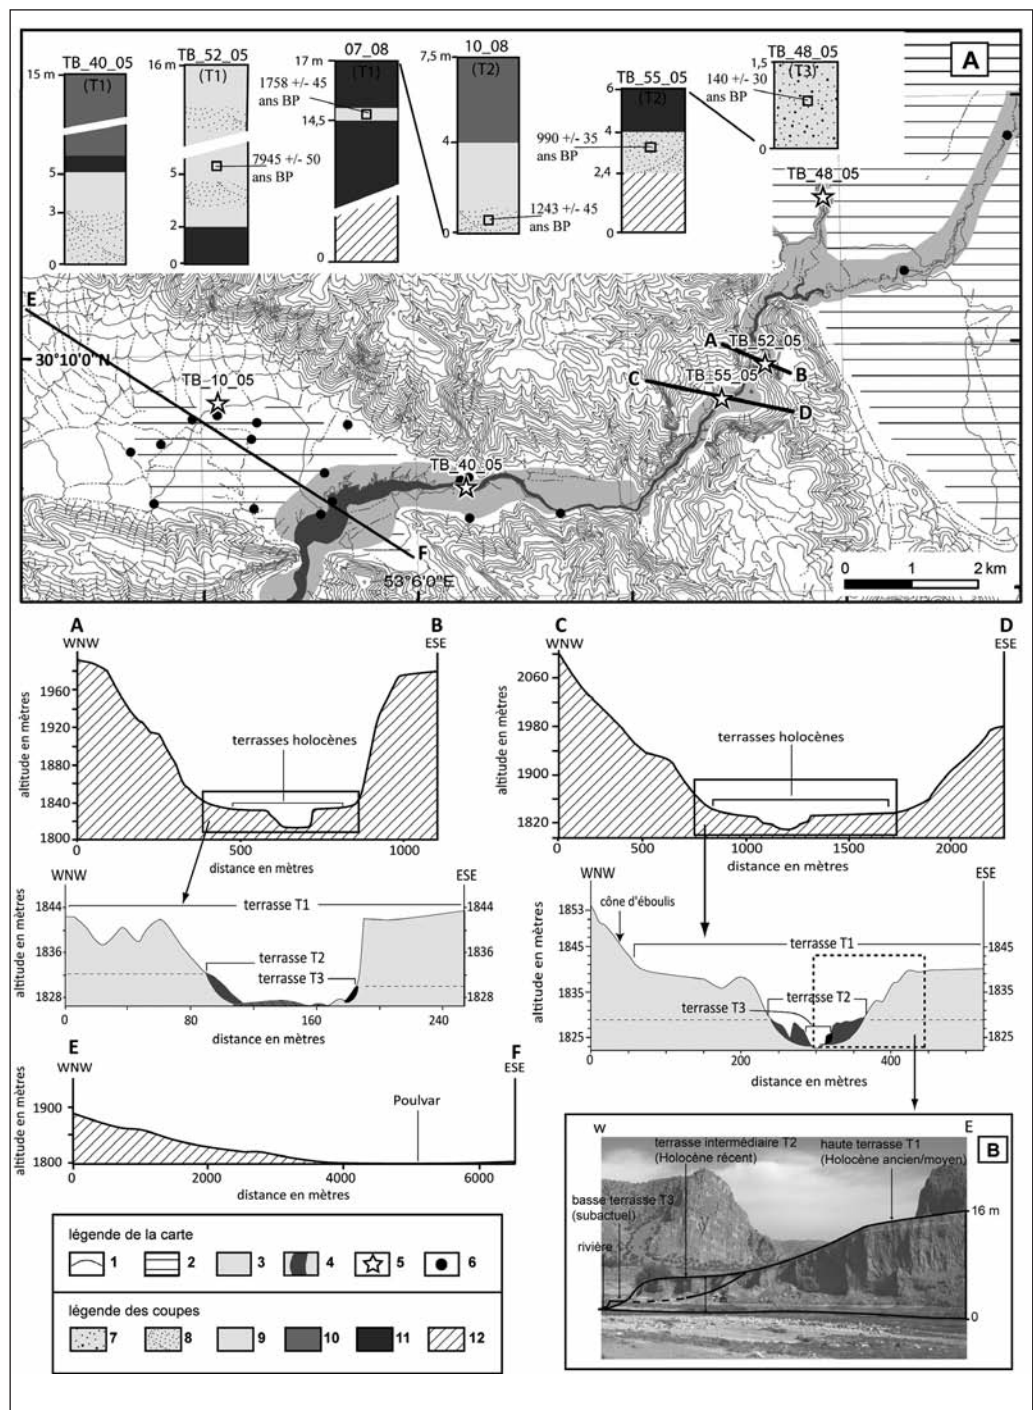 A
TB_40_05
15 m
(T1)
5
3
0
TB_52_05
16 m
(T1)
7945 +/- 50
ans BP
5
2
0
07_08
17 m
(T1)
1758 +/- 45
ans BP
14,5
0
10_08
7,5 m
(T2)
4
1243 +/- 45
ans BP
0
TB_55_05
6
(T2)
4
990 +/- 35
ans BP
2,4
0
TB_48_05
1,5
(T3)
140 +/- 30
ans BP
0
TB_48_05
E
30°10'0"N
TB_10_05
A
TB_52_05
B
C
TB_55_05
D
TB_40_05
F
53°6'0"E
0 1 2 km
A B
WNW ESE
altitude en mètres
1960
1920
1880
1840
1800
terrasses holocènes
0 500 1000
distance en mètres
C D
WNW ESE
altitude en mètres
2060
1980
1900
1820
terrasses holocènes
0 500 1000 1500 2000
distance en mètres
WNW ESE
altitude en mètres
1844 terrasse T1 1844
1836 1836
terrasse T2
terrasse T3
1828 1828
0 80 160 240
distance en mètres
WNW ESE
altitude en mètres
cône d'éboulis
1853
1845 terrasse T1 1845
1835 1835
terrasse T3 terrasse T2
1825 1825
0 200 400
distance en mètres
E F
WNW ESE
altitude en mètres
1900
Poulvar
1800
0 2000 4000 6000
distance en mètres
légende de la carte
1 2 3 4 5 6
légende des coupes
7 8 9 10 11 12
W E
B
terrasse intermédiaire T2
(Holocène récent)
haute terrasse T1
(Holocène ancien/moyen)
basse terrasse T3
(subactuel)
rivière
16 m
0